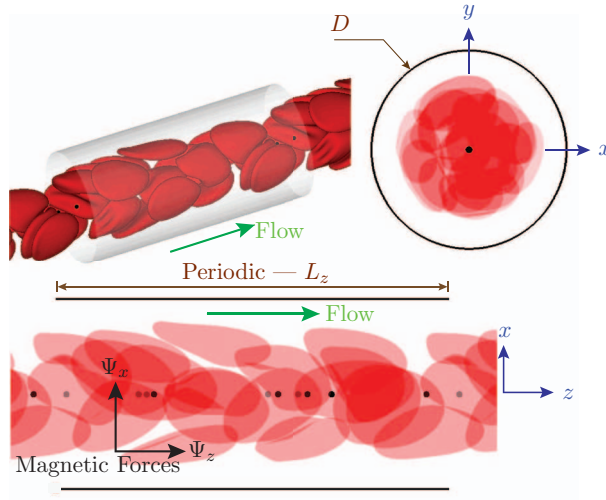 D
y
x
Flow
Periodic — L_z
Flow
x
z
Ψ_x
Ψ_z
Magnetic Forces